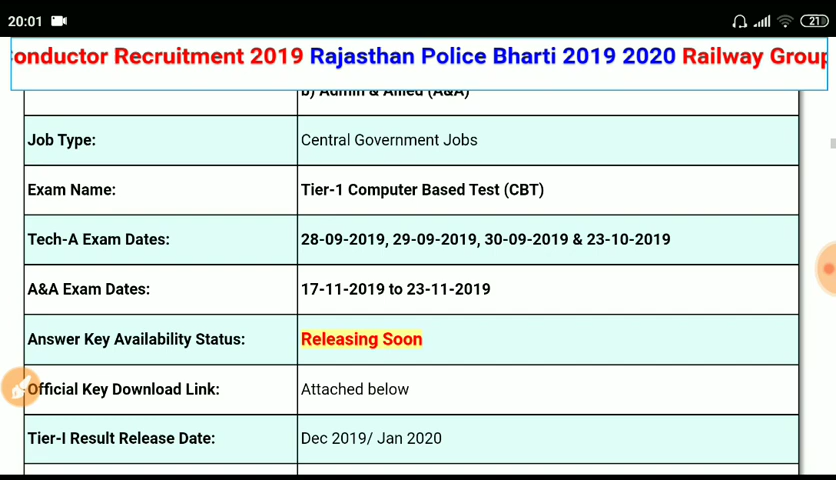 20:01
21
onductor Recruitment 2019 Rajasthan Police Bharti 2019 2020 Railway Group
b) Admin & Allied (A&A)
Job Type: Central Government Jobs
Exam Name: Tier-1 Computer Based Test (CBT)
Tech-A Exam Dates: 28-09-2019, 29-09-2019, 30-09-2019 & 23-10-2019
A&A Exam Dates: 17-11-2019 to 23-11-2019
Answer Key Availability Status: Releasing Soon
Official Key Download Link: Attached below
Tier-I Result Release Date: Dec 2019/ Jan 2020